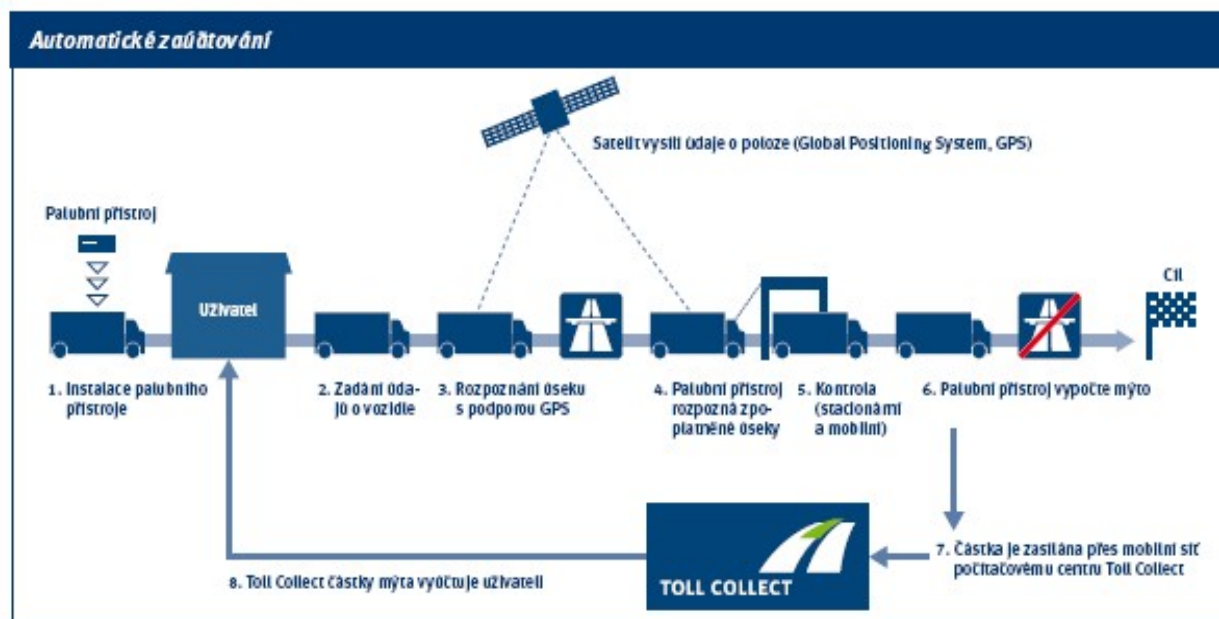 Automatické zaúčtování
Satelit vysílí údaje o poloze (Global Positioning System, GPS)
Palubní přístroj
Cíl
Uživatel
1. Instalace palubního
přístroje
2. Zadání úda-
jů o vozidle
3. Rozpoznání úseku
s podporou GPS
4. Palubní přístroj
rozpozná zpo-
platněné úseky
5. Kontrola
(stacionární
a mobilní)
6. Palubní přístroj vypočte mýto
7. Částka je zasílána přes mobilní síť
počítačovému centru Toll Collect
TOLL COLLECT
8. Toll Collect částky mýta vyúčtuje uživateli